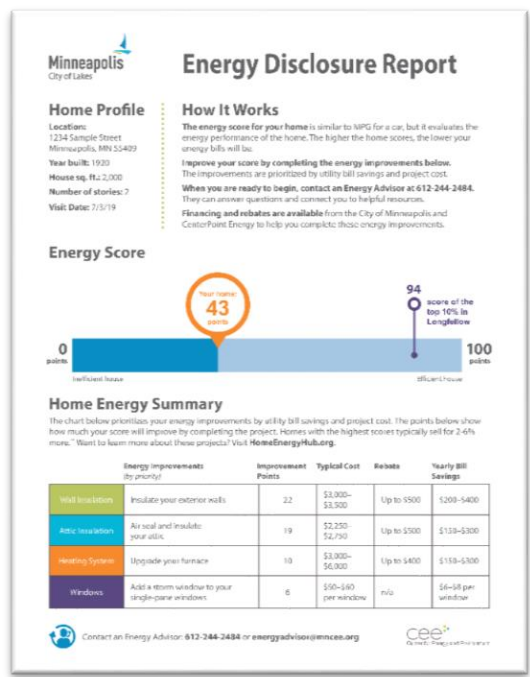 Minneapolis
City of Lakes
Energy Disclosure Report
Home Profile
Location:
1234 Sample Street
Minneapolis, MN 55409
Year built: 1920
House sq. ft.: 2,000
Number of stories: 2
Visit Date: 7/3/19
How It Works
The energy score for your home is similar to MPG for a car, but it evaluates the
energy performance of the home. The higher the home scores, the lower your
energy bills will be.
Improve your score by completing the energy improvements below.
The improvements are prioritized by utility bill savings and project cost.
When you are ready to begin, contact an Energy Advisor at 612-244-2484.
They can answer questions and connect you to helpful resources.
Financing and rebates are available from the City of Minneapolis and
CenterPoint Energy to help you complete these energy improvements.
Energy Score
Your home:
43
points
94
score of the
top 10% in
Longfellow
0
points
100
points
Inefficient house
Efficient house
Home Energy Summary
The chart below prioritizes your energy improvements by utility bill savings and project cost. The points below show
how much your score will improve by completing the project. Homes with the highest scores typically sell for 2-6%
more.* Want to learn more about these projects? Visit HomeEnergyHub.org.
Energy Improvements
(by priority)
Improvement
Points
Typical Cost
Rebate
Yearly Bill
Savings
Wall Insulation
Insulate your exterior walls
22
$3,000–
$3,500
Up to $500
$200–$400
Attic Insulation
Air seal and insulate
your attic
19
$2,250-
$2,750
Up to $500
$150–$300
Heating System
Upgrade your furnace
10
$3,000–
$6,000
Up to $400
$150–$300
Windows
Add a storm window to your
single-pane windows
6
per window
n/a
$6–$8 per
window
Contact an Energy Advisor: 612-244-2484 or energyadvisor@mncee.org
cee
Center for Energy and Environment